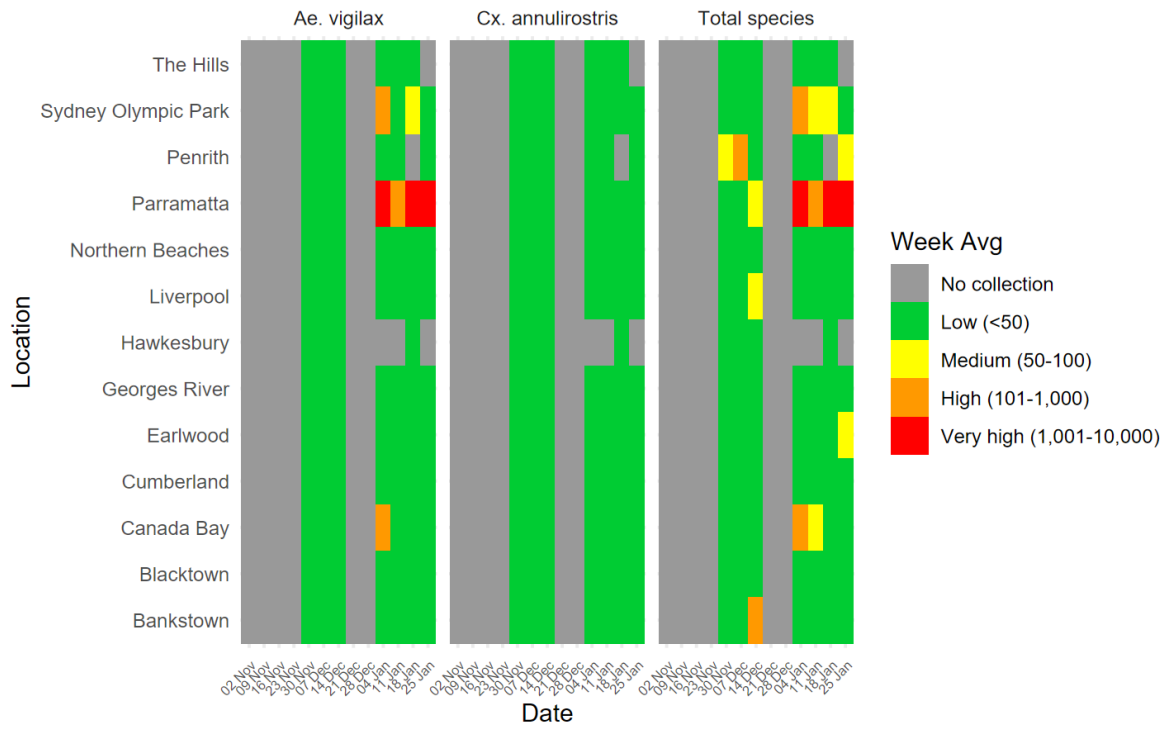 Ae. vigilax
Cx. annulirostris
Total species
Location
The Hills
Sydney Olympic Park
Penrith
Parramatta
Northern Beaches
Liverpool
Hawkesbury
Georges River
Earlwood
Cumberland
Canada Bay
Blacktown
Bankstown
02 Nov
09 Nov
16 Nov
23 Nov
30 Nov
07 Dec
14 Dec
21 Dec
28 Dec
04 Jan
11 Jan
18 Jan
25 Jan
02 Nov
09 Nov
16 Nov
23 Nov
30 Nov
07 Dec
14 Dec
21 Dec
28 Dec
04 Jan
11 Jan
18 Jan
25 Jan
02 Nov
09 Nov
16 Nov
23 Nov
30 Nov
07 Dec
14 Dec
21 Dec
28 Dec
04 Jan
11 Jan
18 Jan
25 Jan
Date
Week Avg
No collection
Low (<50)
Medium (50-100)
High (101-1,000)
Very high (1,001-10,000)